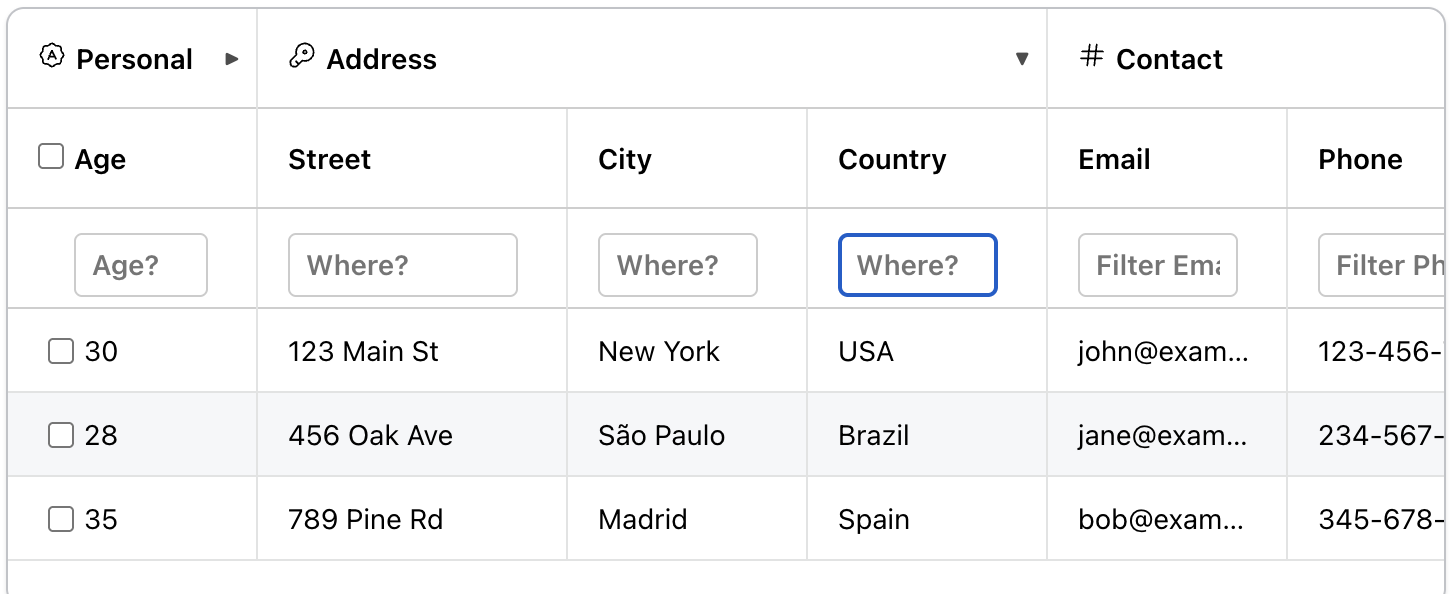 Personal Address Contact
Age Street City Country Email Phone
Age? Where? Where? Where? Filter Ema Filter Ph
30 123 Main St New York USA john@exam... 123-456-
28 456 Oak Ave São Paulo Brazil jane@exam... 234-567-
35 789 Pine Rd Madrid Spain bob@exam... 345-678-